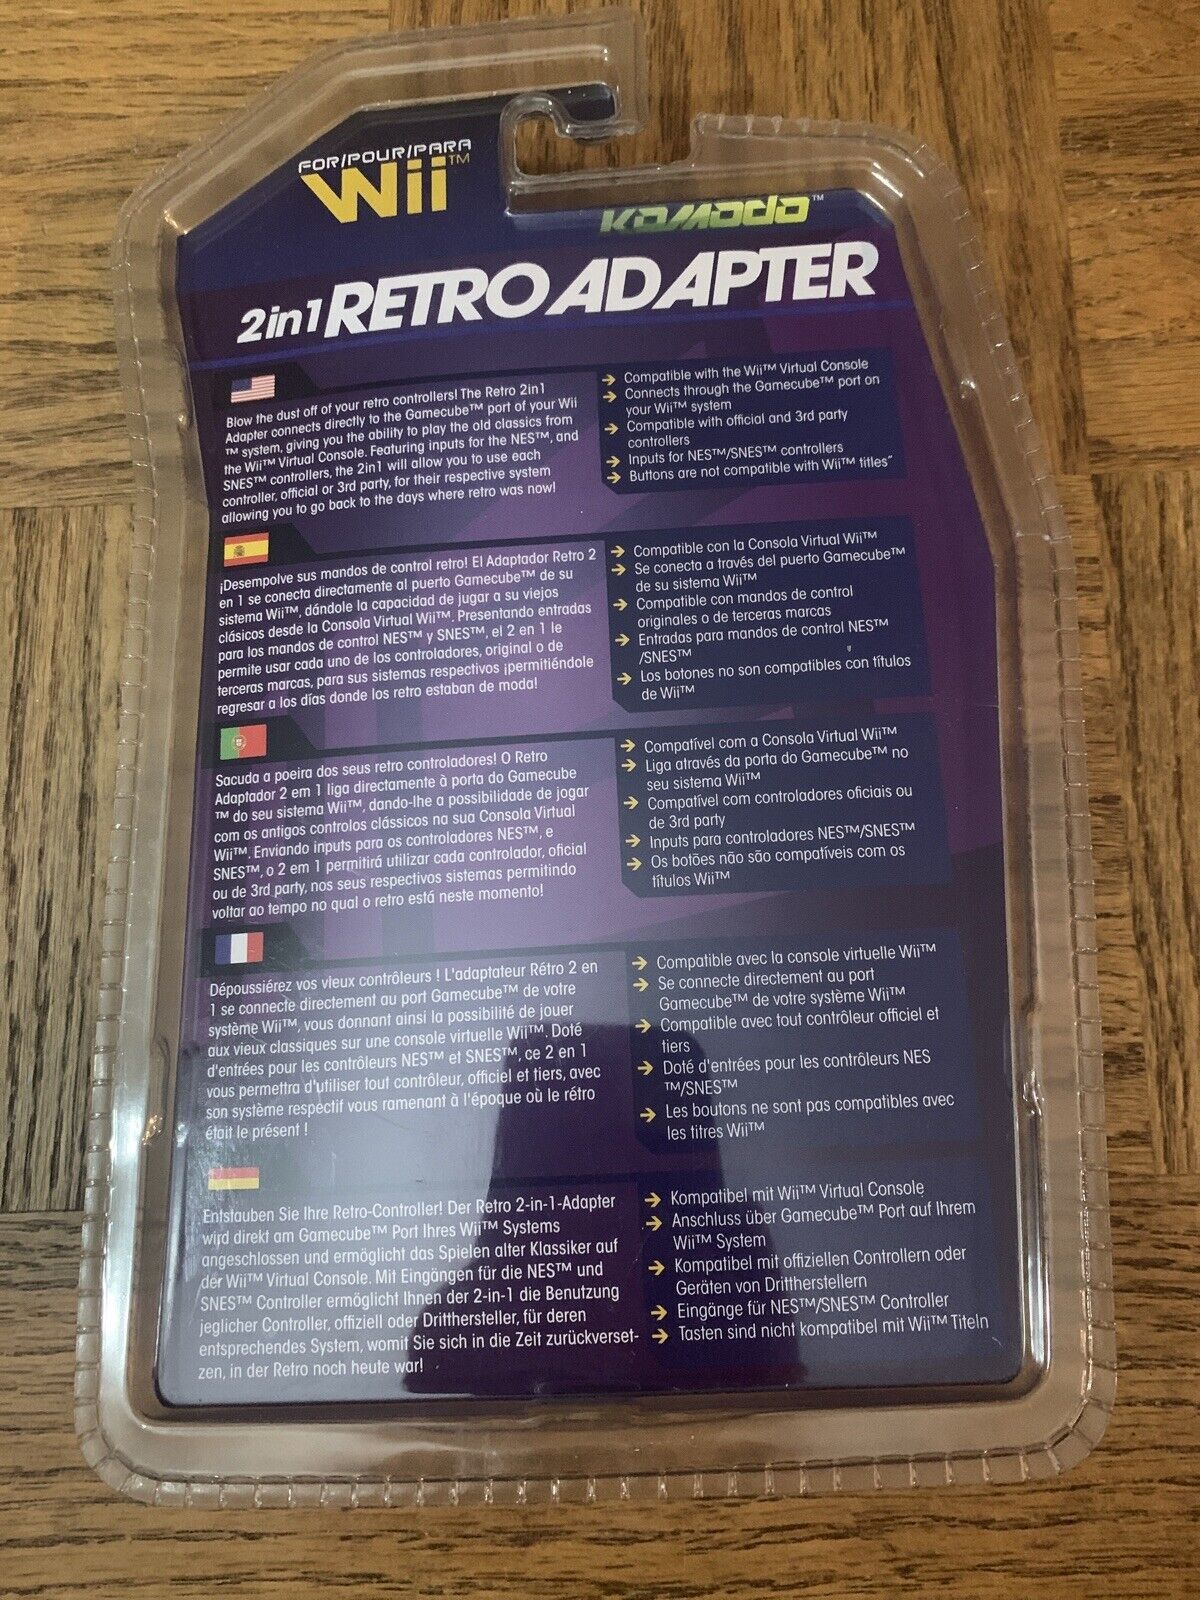 FOR/POUR/PARA
Wii™
KOMODO™
2in1 RETRO ADAPTER
Blow the dust off of your retro controllers! The Retro 2in1
Adapter connects directly to the Gamecube™ port of your Wii
™ system, giving you the ability to play the old classics from
the Wii™ Virtual Console. Featuring inputs for the NES™, and
SNES™ controllers, the 2in1 will allow you to use each
controller, official or 3rd party, for their respective system
allowing you to go back to the days where retro was now!
→ Compatible with the Wii™ Virtual Console
→ Connects through the Gamecube™ port on
your Wii™ system
→ Compatible with official and 3rd party
controllers
→ Inputs for NES™/SNES™ controllers
→ Buttons are not compatible with Wii™ titles"
¡Desempolve sus mandos de control retro! El Adaptador Retro 2
en 1 se conecta directamente al puerto Gamecube™ de su
sistema Wii™, dándole la capacidad de jugar a su viejos
clásicos desde la Consola Virtual Wii™. Presentando entradas
para los mandos de control NES™ y SNES™, el 2 en 1 le
permite usar cada uno de los controladores, original o de
terceras marcas, para sus sistemas respectivos ¡permitiéndole
regresar a los días donde los retro estaban de moda!
→ Compatible con la Consola Virtual Wii™
→ Se conecta a través del puerto Gamecube™
de su sistema Wii™
→ Compatible con mandos de control
originales o de terceras marcas
→ Entradas para mandos de control NES™
/SNES™
→ Los botones no son compatibles con títulos
de Wii™
Sacuda a poeira dos seus retro controladores! O Retro
Adaptador 2 em 1 liga directamente à porta do Gamecube
™ do seu sistema Wii™, dando-lhe a possibilidade de jogar
com os antigos controlos clássicos na sua Consola Virtual
Wii™. Enviando inputs para os controladores NES™, e
SNES™, o 2 em 1 permitirá utilizar cada controlador, oficial
ou de 3rd party, nos seus respectivos sistemas permitindo
voltar ao tempo no qual o retro está neste momento!
→ Compatível com a Consola Virtual Wii™
→ Liga através da porta do Gamecube™ no
seu sistema Wii™
→ Compatível com controladores oficiais ou
de 3rd party
→ Inputs para controladores NES™/SNES™
→ Os botões não são compatíveis com os
títulos Wii™
Dépoussiérez vos vieux contrôleurs ! L'adaptateur Rétro 2 en
1 se connecte directement au port Gamecube™ de votre
système Wii™, vous donnant ainsi la possibilité de jouer
aux vieux classiques sur une console virtuelle Wii™. Doté
d'entrées pour les contrôleurs NES™ et SNES™, ce 2 en 1
vous permettra d'utiliser tout contrôleur, officiel et tiers, avec
son système respectif vous ramenant à l'époque où le rétro
était le présent !
→ Compatible avec la console virtuelle Wii™
→ Se connecte directement au port
Gamecube™ de votre système Wii™
→ Compatible avec tout contrôleur officiel et
tiers
→ Doté d'entrées pour les contrôleurs NES
™/SNES™
→ Les boutons ne sont pas compatibles avec
les titres Wii™
Entstauben Sie Ihre Retro-Controller! Der Retro 2-in-1-Adapter
wird direkt am Gamecube™ Port Ihres Wii™ Systems
angeschlossen und ermöglicht das Spielen alter Klassiker auf
der Wii™ Virtual Console. Mit Eingängen für die NES™ und
SNES™ Controller ermöglicht Ihnen der 2-in-1 die Benutzung
jeglicher Controller, offiziell oder Dritthersteller, für deren
entsprechendes System, womit Sie sich in die Zeit zurückverset-
zen, in der Retro noch heute war!
→ Kompatibel mit Wii™ Virtual Console
→ Anschluss über Gamecube™ Port auf Ihrem
Wii™ System
→ Kompatibel mit offiziellen Controllern oder
Geräten von Drittherstellern
→ Eingänge für NES™/SNES™ Controller
→ Tasten sind nicht kompatibel mit Wii™ Titeln